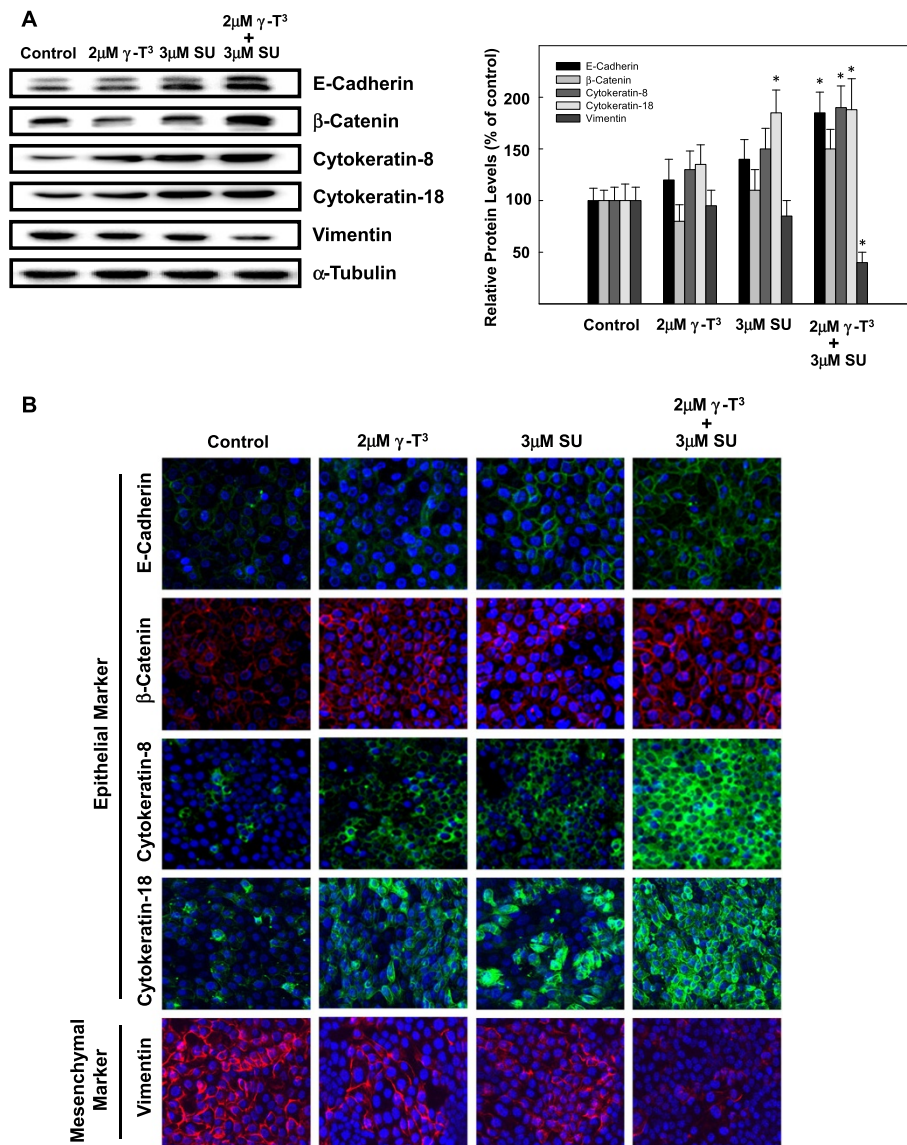 A
Control
2μM γ-T³
3μM SU
2μM γ-T³
+
3μM SU
E-Cadherin
β-Catenin
Cytokeratin-8
Cytokeratin-18
Vimentin
α-Tubulin
Relative Protein Levels (% of control)
200
150
100
50
E-Cadherin
β-Catenin
Cytokeratin-8
Cytokeratin-18
Vimentin
*
*
*
*
*
Control
2μM γ-T³
3μM SU
2μM γ-T³
+
3μM SU
B
Control
2μM γ-T³
3μM SU
2μM γ-T³
+
3μM SU
Epithelial Marker
E-Cadherin
β-Catenin
Cytokeratin-8
Cytokeratin-18
Mesenchymal
Marker
Vimentin